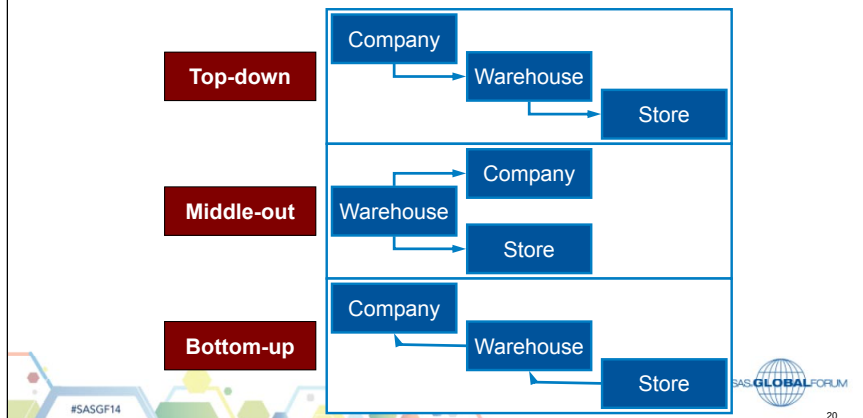 Top-down
Company
Warehouse
Store
Middle-out
Company
Warehouse
Store
Bottom-up
Company
Warehouse
Store
#SASGF14
SAS GLOBALFORUM
20